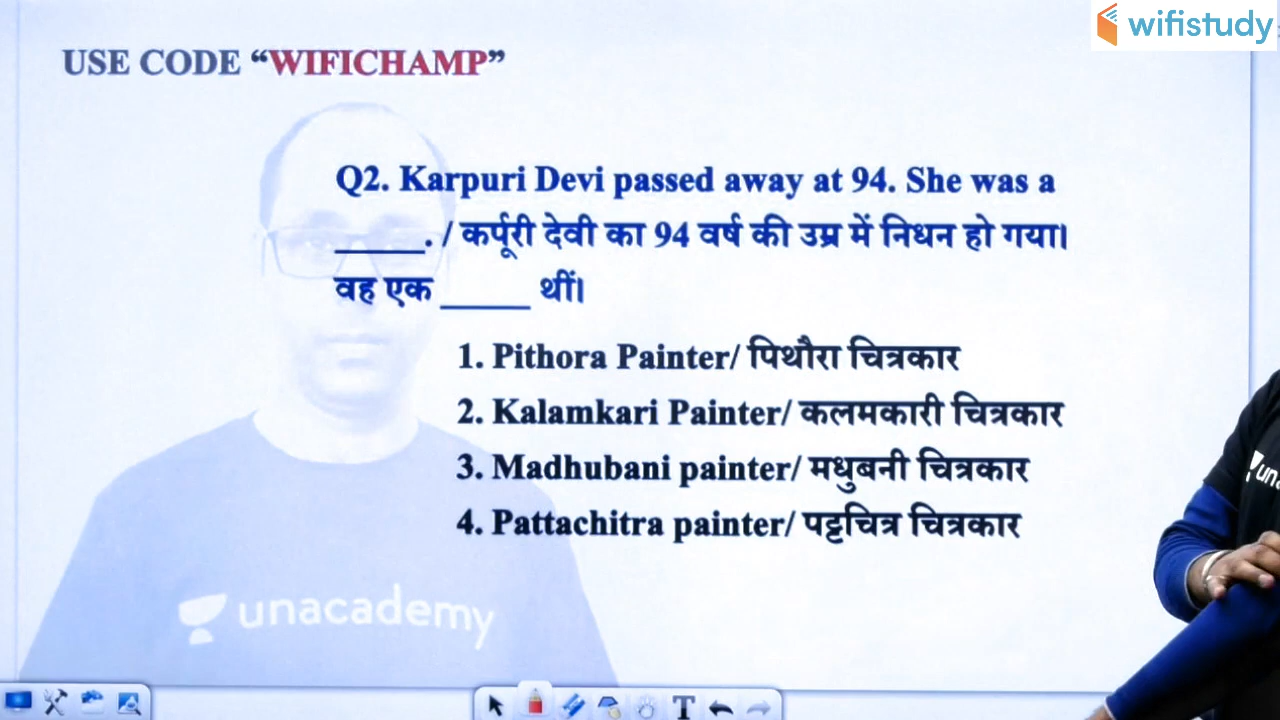 wifistudy
USE CODE “WIFICHAMP”
Q2. Karpuri Devi passed away at 94. She was a
_____. / कर्पूरी देवी का 94 वर्ष की उम्र में निधन हो गया।
वह एक _____ थीं।
1. Pithora Painter/ पिथौरा चित्रकार
2. Kalamkari Painter/ कलमकारी चित्रकार
3. Madhubani painter/ मधुबनी चित्रकार
4. Pattachitra painter/ पट्टचित्र चित्रकार
unacademy
T